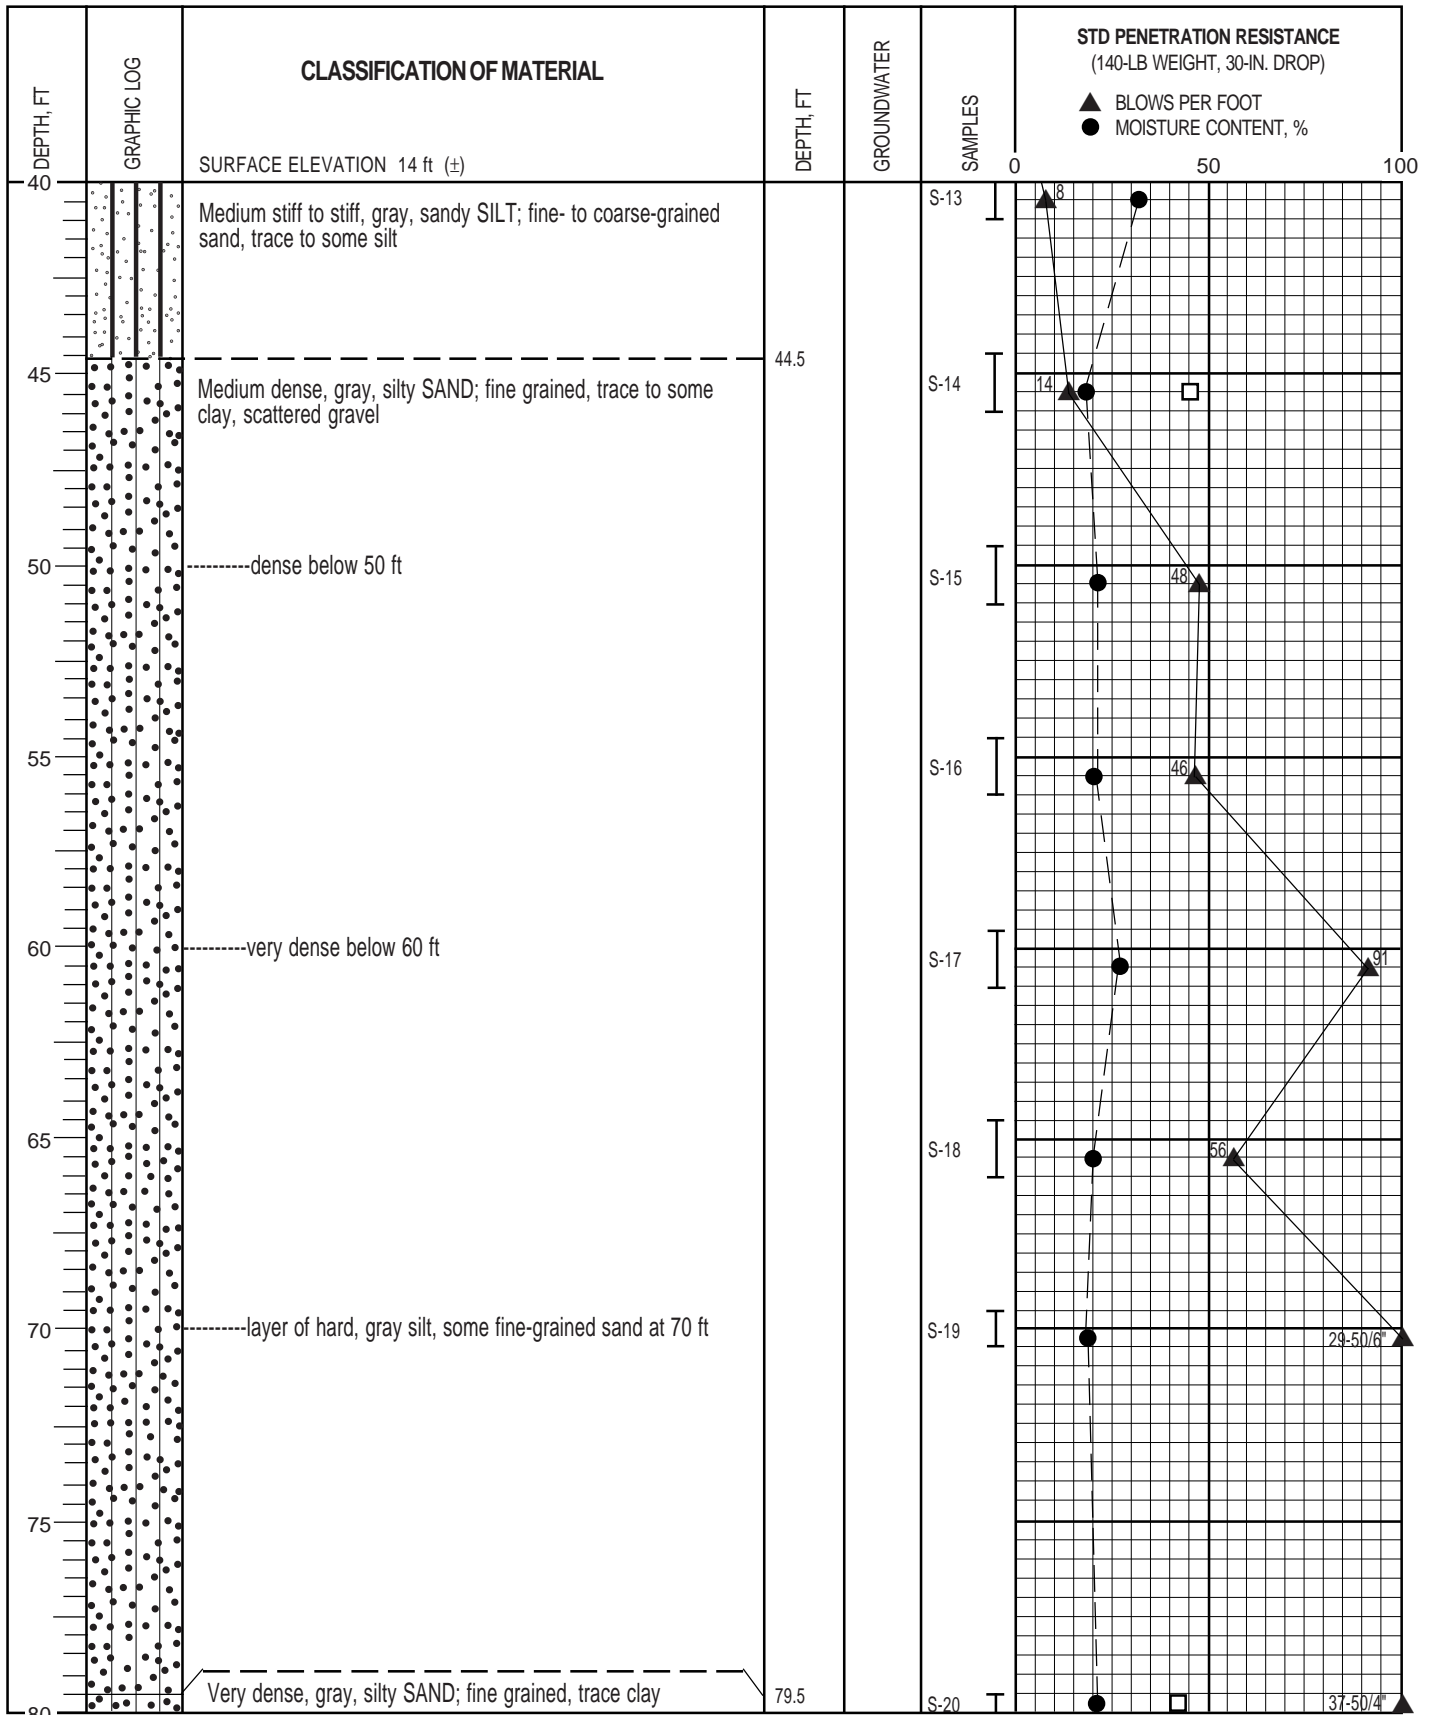 DEPTH, FT
GRAPHIC LOG
CLASSIFICATION OF MATERIAL
SURFACE ELEVATION 14 ft (±)
DEPTH, FT
GROUNDWATER
SAMPLES
STD PENETRATION RESISTANCE
(140-LB WEIGHT, 30-IN. DROP)
BLOWS PER FOOT
MOISTURE CONTENT, %
0 50 100
40
S-13
8
Medium stiff to stiff, gray, sandy SILT; fine- to coarse-grained
sand, trace to some silt
44.5
45
S-14
14
Medium dense, gray, silty SAND; fine grained, trace to some
clay, scattered gravel
50
dense below 50 ft
S-15
48
55
S-16
46
60
very dense below 60 ft
S-17
91
65
S-18
56
70
layer of hard, gray silt, some fine-grained sand at 70 ft
S-19
29-50/6"
75
Very dense, gray, silty SAND; fine grained, trace clay
79.5
80
S-20
37-50/4"